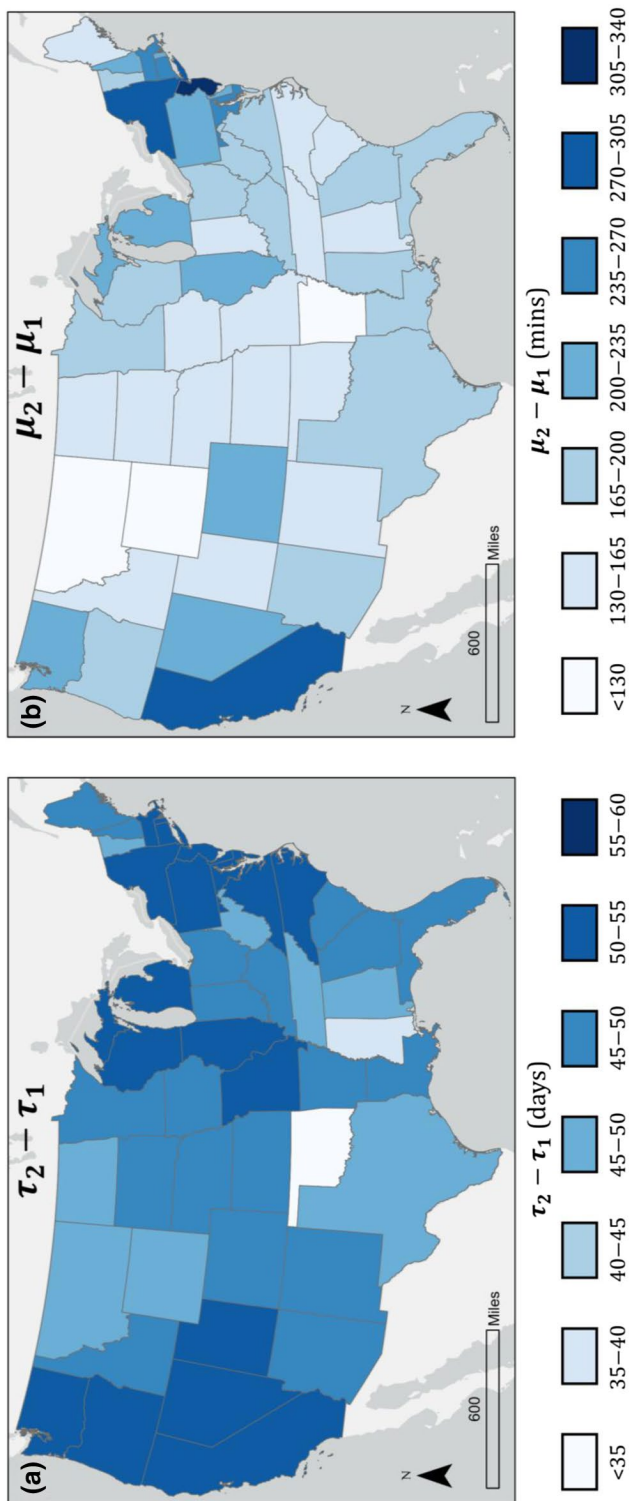 (a)
τ₂ − τ₁
N
600
Miles
τ₂ − τ₁ (days)
<35
35−40
40−45
45−50
45−50
50−55
55−60
(b)
μ₂ − μ₁
N
600
Miles
μ₂ − μ₁ (mins)
<130
130−165
165−200
200−235
235−270
270−305
305−340